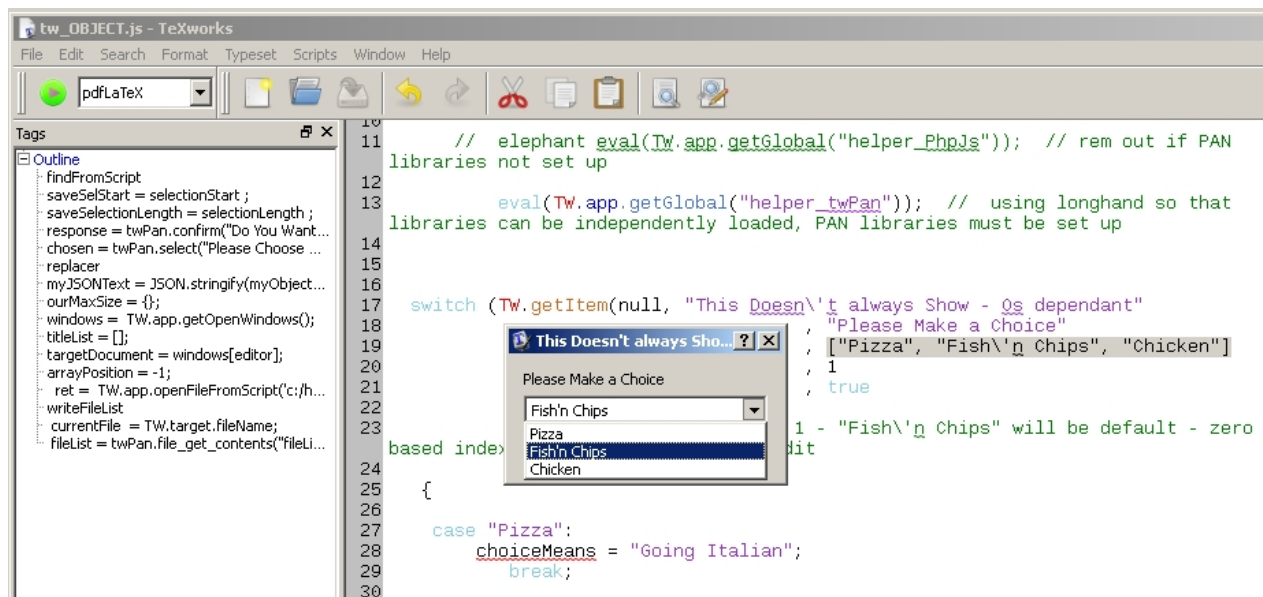 tw_OBJECT.js - TeXworks
File Edit Search Format Typeset Scripts Window Help
pdfLaTeX
Tags
Outline
findFromScript
saveSelStart = selectionStart ;
saveSelectionLength = selectionLength ;
response = twPan.confirm("Do You Want...
chosen = twPan.select("Please Choose ...
replacer
myJSONText = JSON.stringify(myObject...
ourMaxSize = {};
windows = TW.app.getOpenWindows();
titleList = [];
targetDocument = windows[editor];
arrayPosition = -1;
ret = TW.app.openFileFromScript('c:/h...
writeFileList
currentFile = TW.target.fileName;
fileList = twPan.file_get_contents("fileLi...
10
11 // elephant eval(TW.app.getGlobal("helper_PhpJs")); // rem out if PAN
libraries not set up
12
13 eval(TW.app.getGlobal("helper_twPan")); // using longhand so that
libraries can be independently loaded, PAN libraries must be set up
14
15
16
17 switch (TW.getItem(null, "This Doesn\'t always Show - Os dependant"
18 , "Please Make a Choice"
19 , ["Pizza", "Fish\'n Chips", "Chicken"]
20 , 1
21 , true
22
23 1 - "Fish\'n Chips" will be default - zero
based index dit
24
25 {
26
27 case "Pizza":
28 choiceMeans = "Going Italian";
29 break;
30
This Doesn't always Sho...
Please Make a Choice
Fish'n Chips
Pizza
Fish'n Chips
Chicken